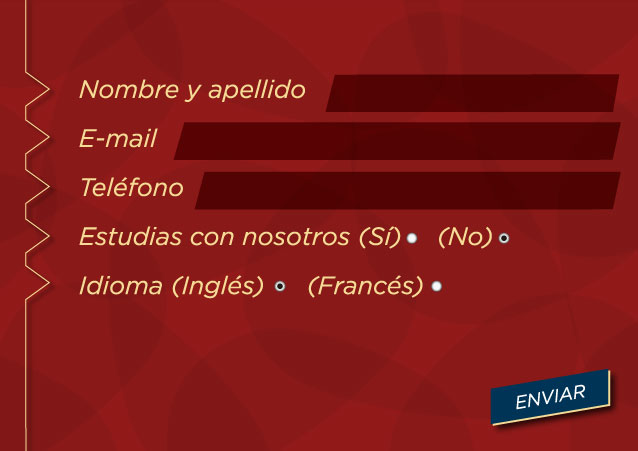 Nombre y apellido
E-mail
Teléfono
Estudias con nosotros (Sí) (No)
Idioma (Inglés) (Francés)
ENVIAR